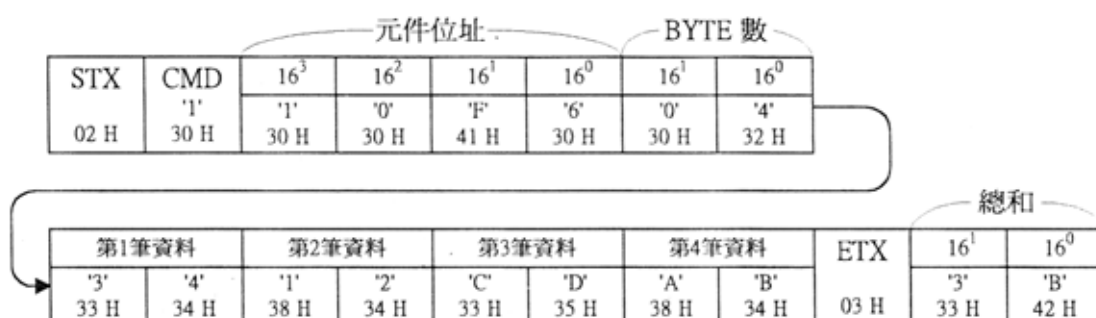 元件位址 BYTE 數
STX CMD 16³ 16² 16¹ 16⁰ 16¹ 16⁰
'1' '1' '0' 'F' '6' '0' '4'
02 H 30 H 30 H 30 H 41 H 30 H 30 H 32 H
總和
第1筆資料 第2筆資料 第3筆資料 第4筆資料 ETX 16¹ 16⁰
'3' '4' '1' '2' 'C' 'D' 'A' 'B' '3' 'B'
33 H 34 H 38 H 34 H 33 H 35 H 38 H 34 H 03 H 33 H 42 H